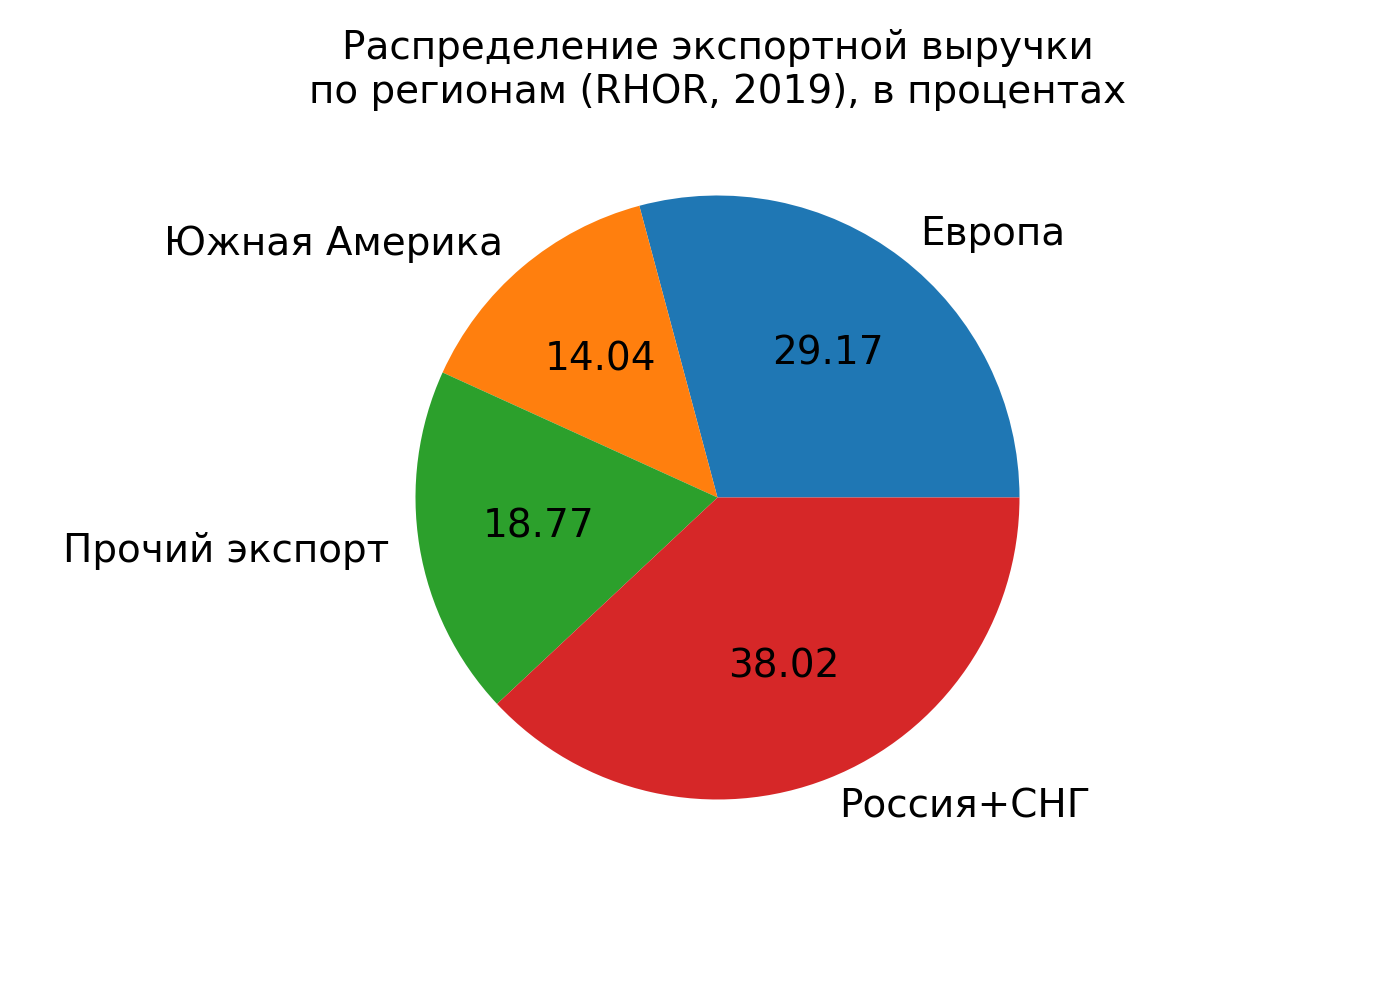 Распределение экспортной выручки
по регионам (RHOR, 2019), в процентах
Европа
Южная Америка
29.17
14.04
18.77
Прочий экспорт
38.02
Россия+СНГ